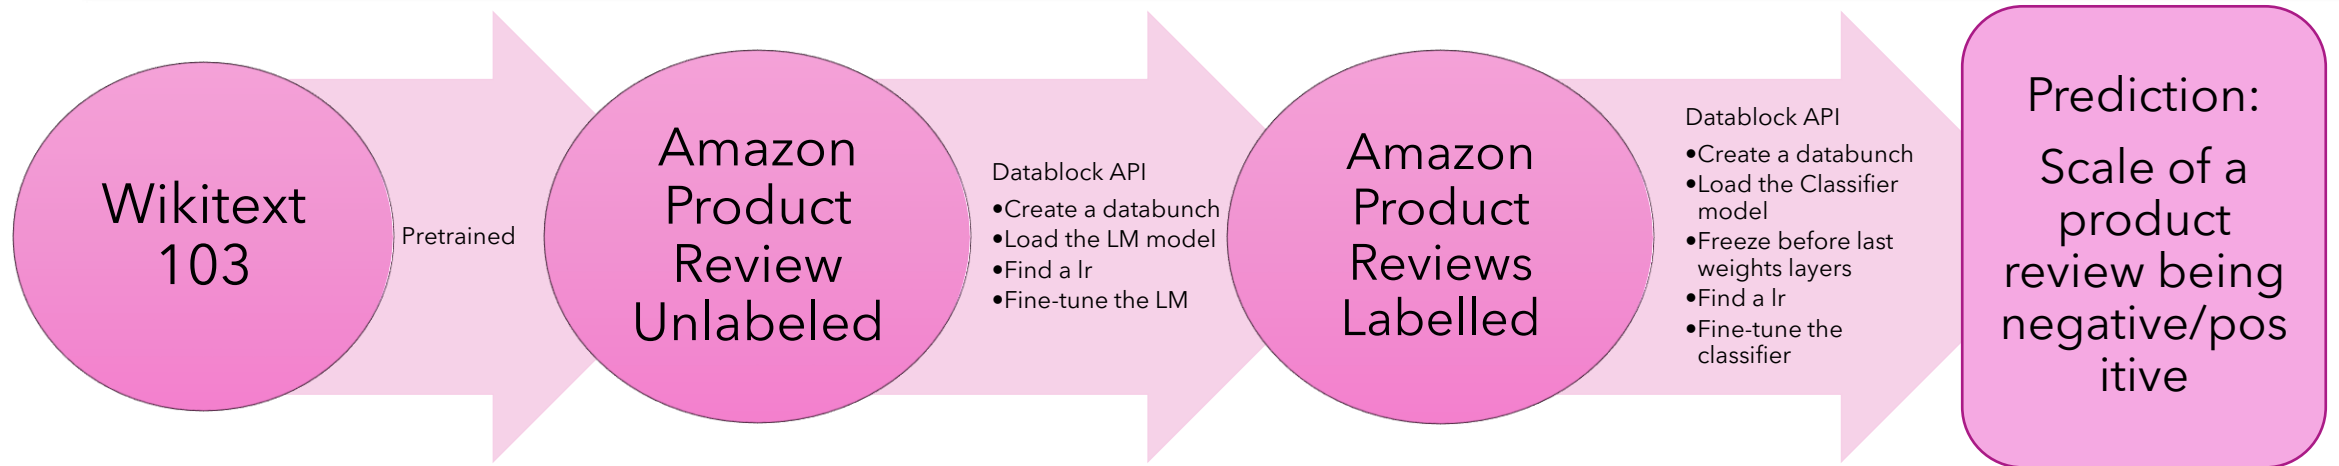 Wikitext
103
Pretrained
Amazon
Product
Review
Unlabeled
Datablock API
•Create a databunch
•Load the LM model
•Find a lr
•Fine-tune the LM
Amazon
Product
Reviews
Labelled
Datablock API
•Create a databunch
•Load the Classifier
model
•Freeze before last
weights layers
•Find a lr
•Fine-tune the
classifier
Prediction:
Scale of a
product
review being
negative/pos
itive